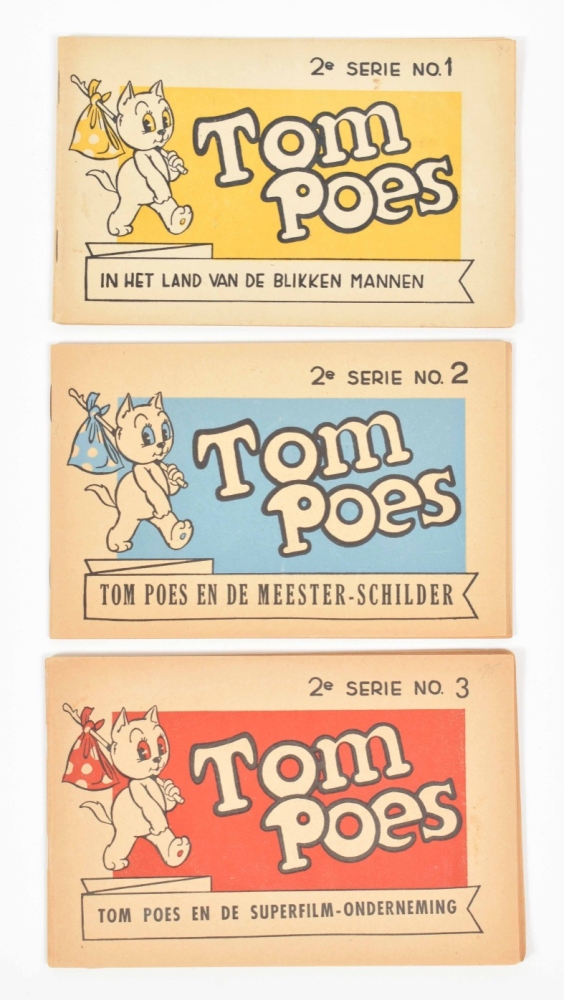 2e SERIE NO.1
Tom
Poes
IN HET LAND VAN DE BLIKKEN MANNEN
2e SERIE NO. 2
Tom
Poes
TOM POES EN DE MEESTER-SCHILDER
2e SERIE NO. 3
Tom
Poes
TOM POES EN DE SUPERFILM-ONDERNEMING